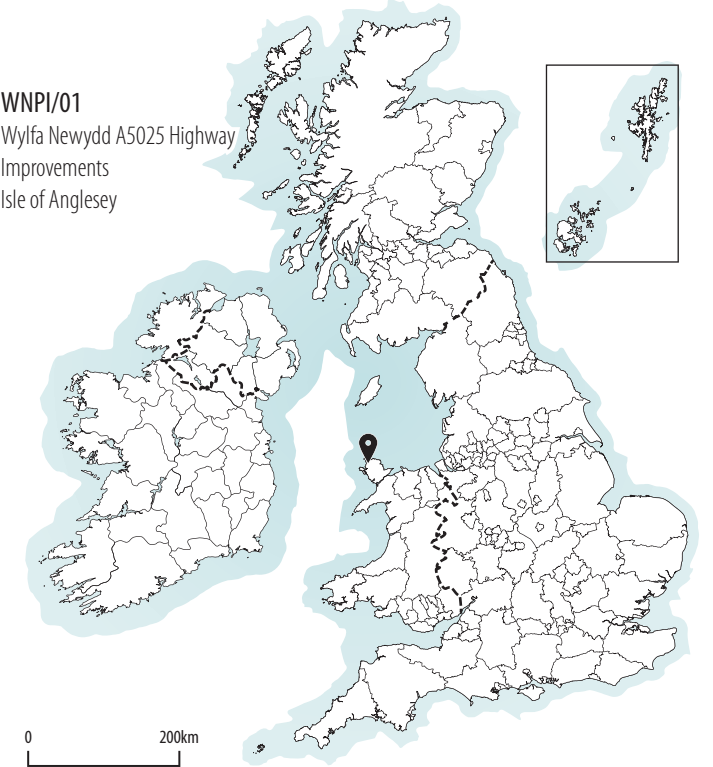 WNPI/01
Wylfa Newydd A5025 Highway
Improvements
Isle of Anglesey
0 200km